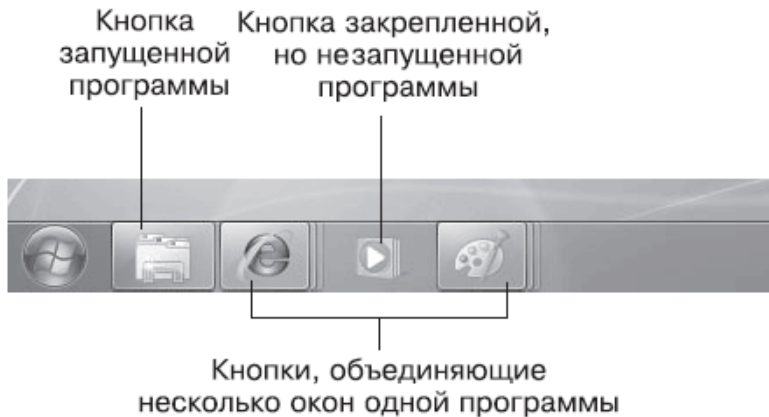 Кнопка
запущенной
программы
Кнопка закрепленной,
но незапущенной
программы
Кнопки, объединяющие
несколько окон одной программы